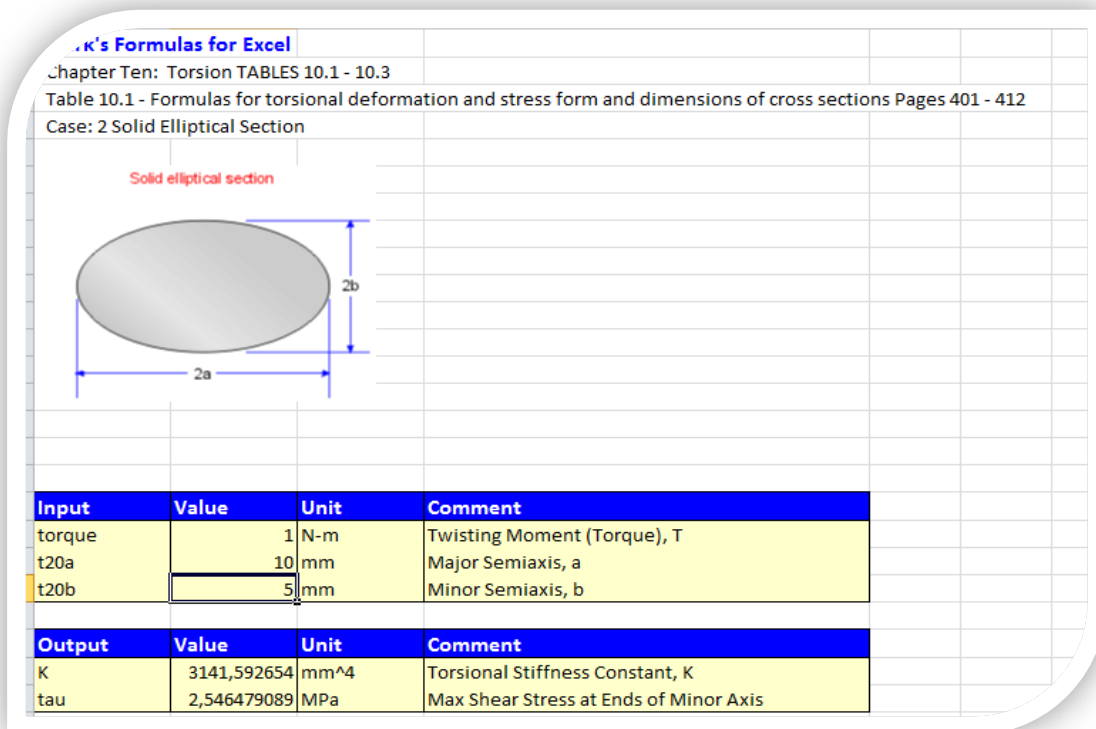 's Formulas for Excel
Chapter Ten: Torsion TABLES 10.1 - 10.3
Table 10.1 - Formulas for torsional deformation and stress form and dimensions of cross sections Pages 401 - 412
Case: 2 Solid Elliptical Section
Solid elliptical section
2b
2a
Input Value Unit Comment
torque 1 N-m Twisting Moment (Torque), T
t20a 10 mm Major Semiaxis, a
t20b 5 mm Minor Semiaxis, b
Output Value Unit Comment
K 3141,592654 mm^4 Torsional Stiffness Constant, K
tau 2,546479089 MPa Max Shear Stress at Ends of Minor Axis